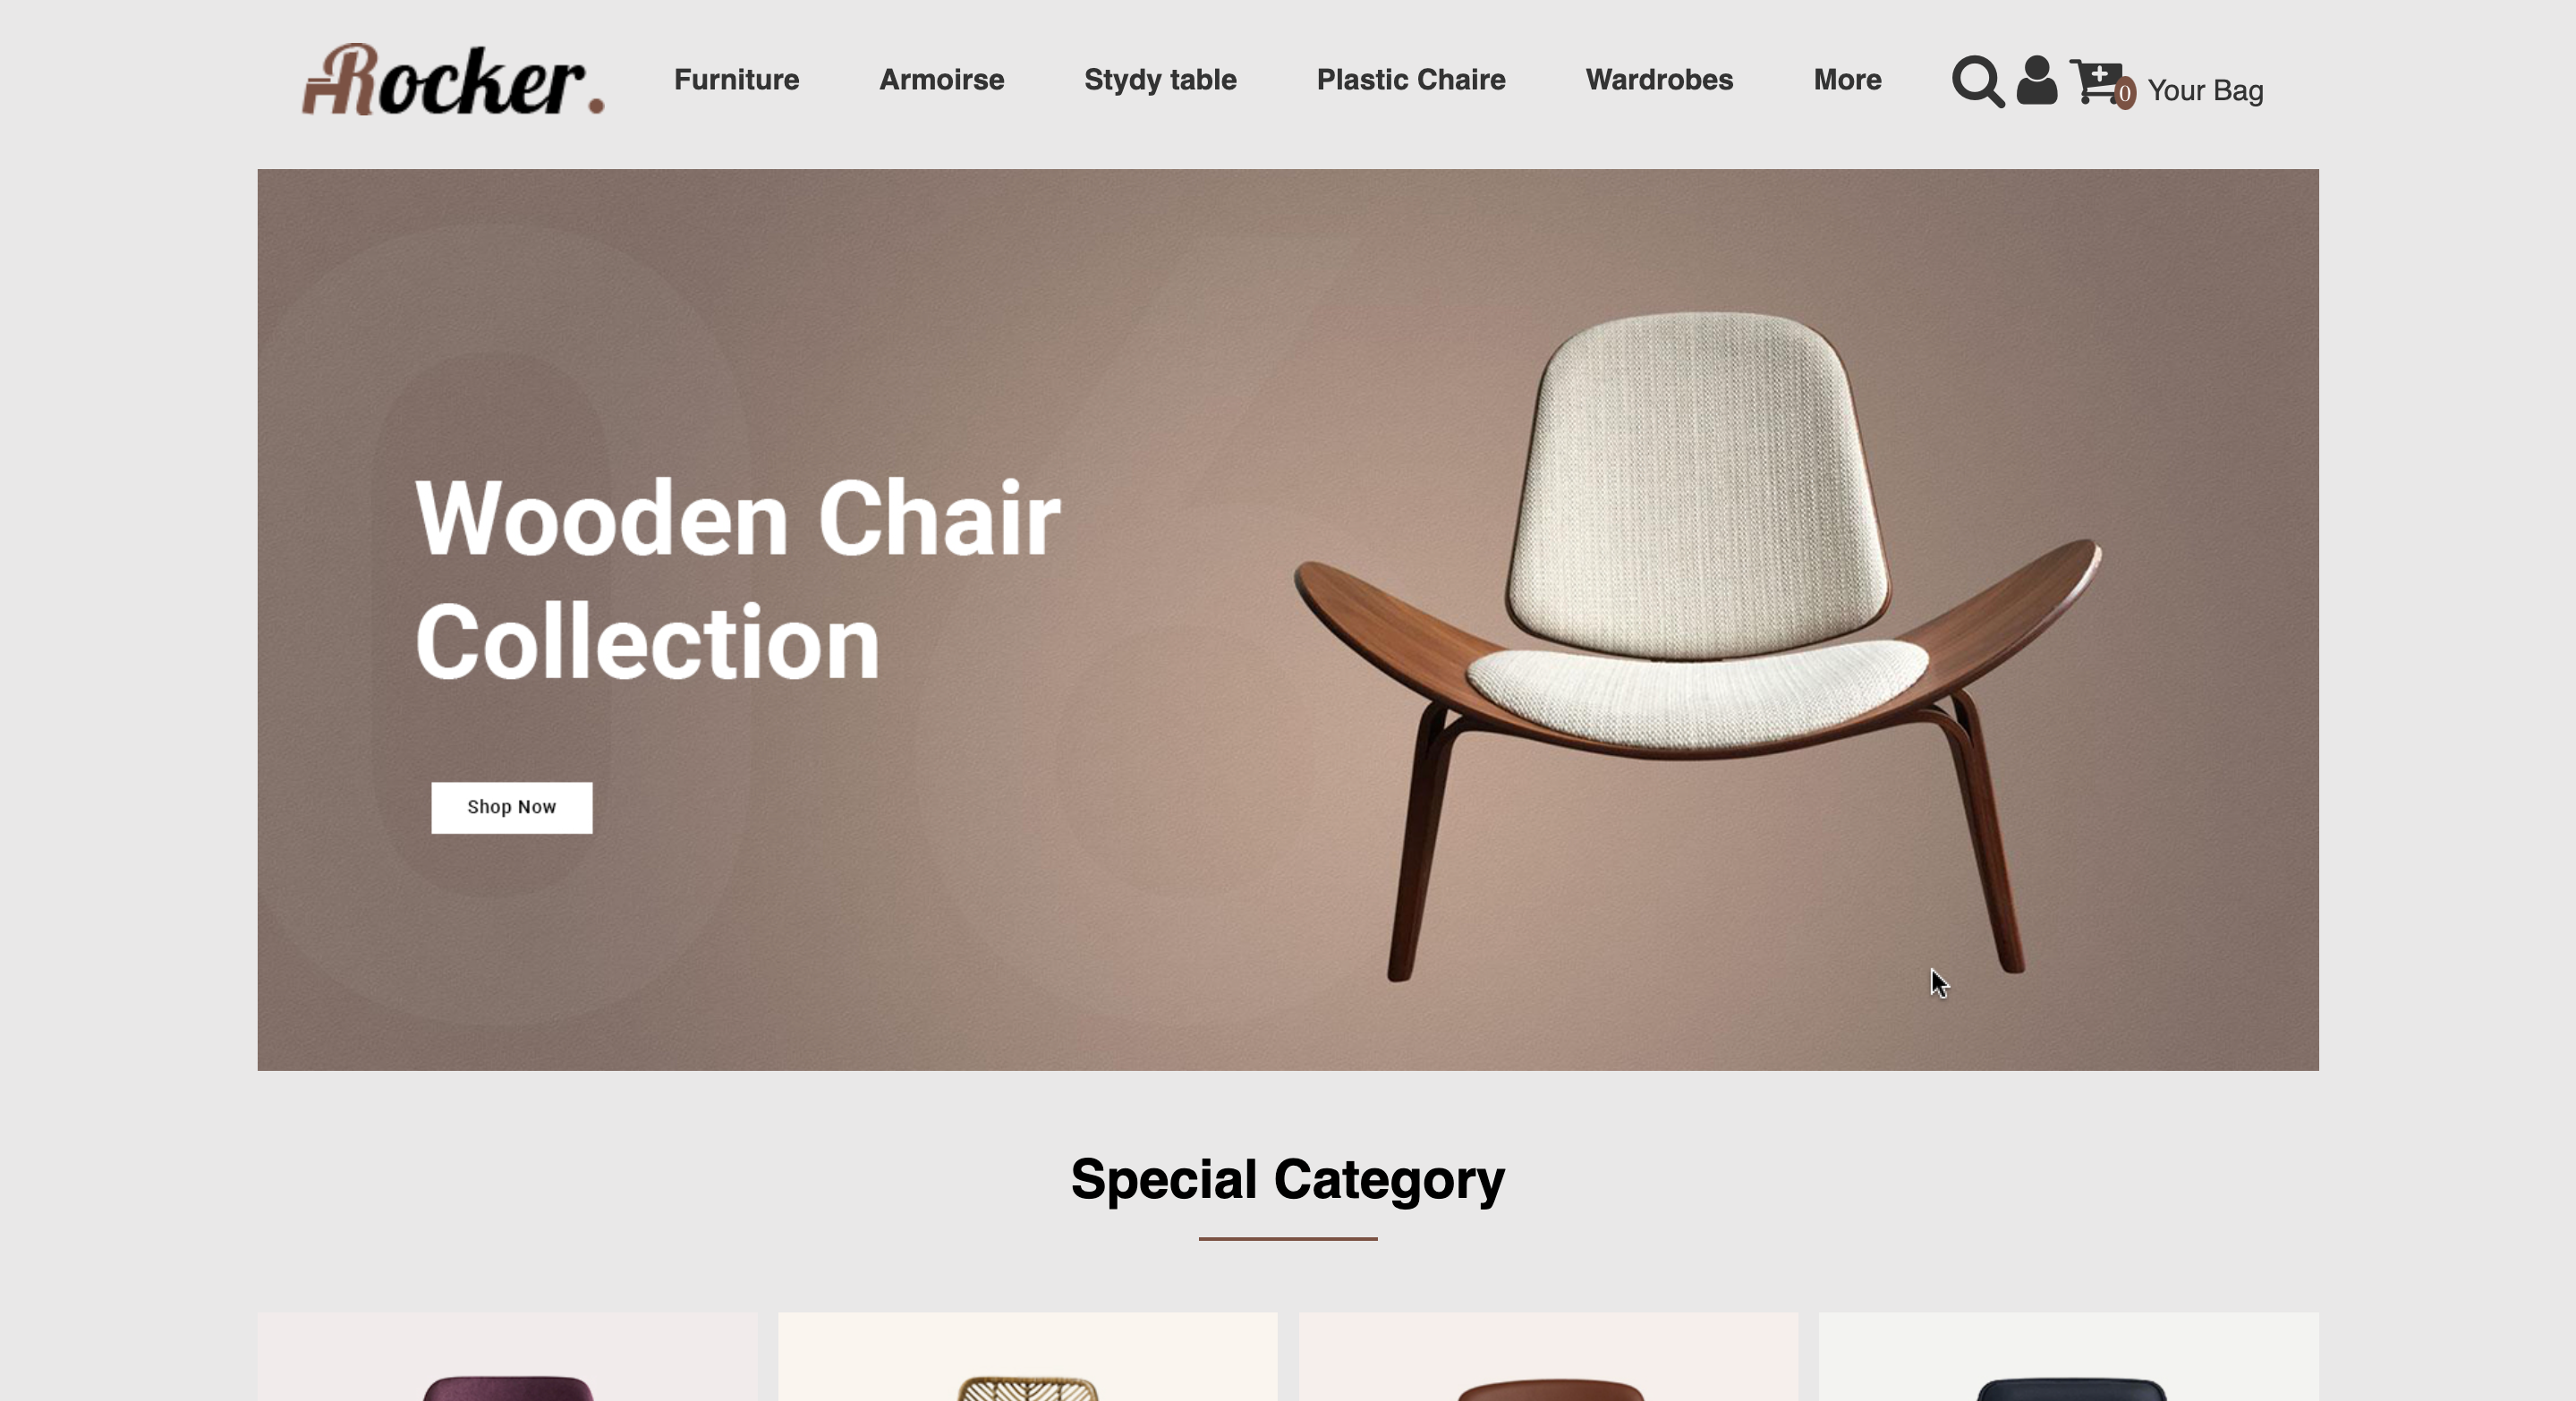 Rocker.
Furniture
Armoirse
Stydy table
Plastic Chaire
Wardrobes
More
0
Your Bag
Wooden Chair
Collection
Shop Now
Special Category